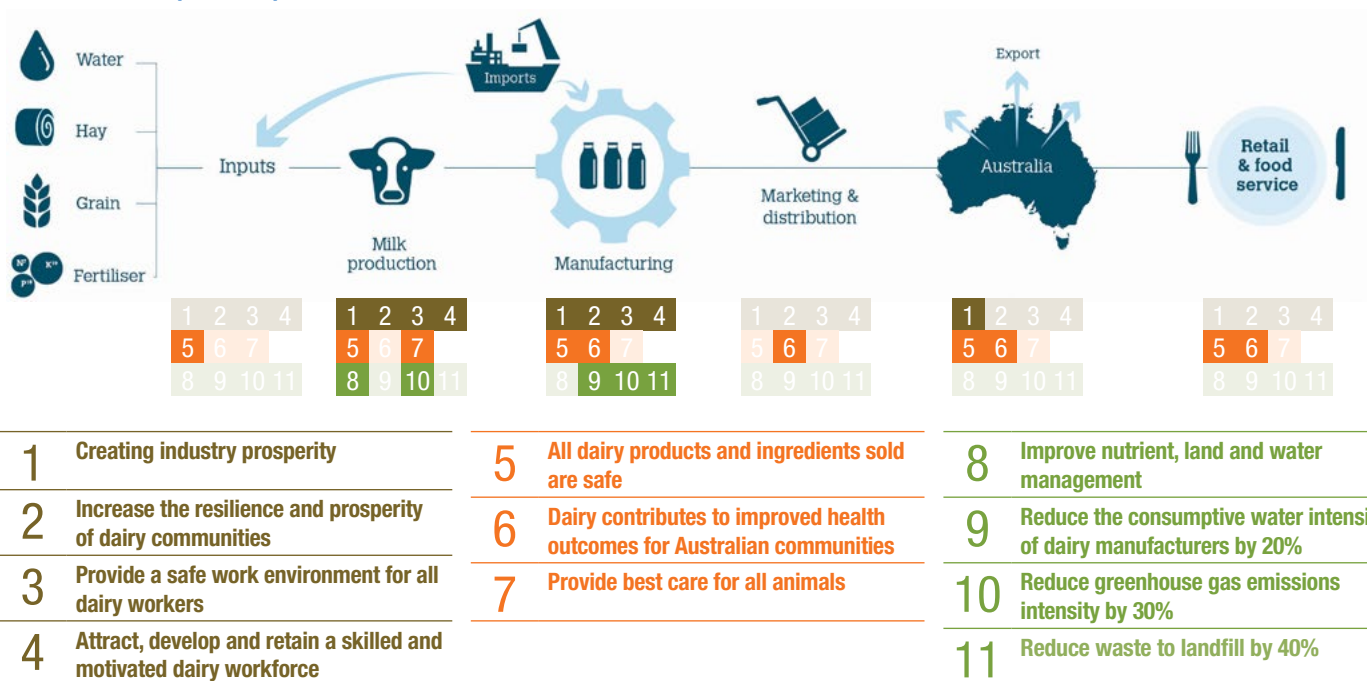 Water
Hay
Grain
Fertiliser
Inputs
Imports
Milk
production
Manufacturing
Marketing &
distribution
Export
Australia
Retail
& food
service
1 2 3 4
5 6 7
8 9 10 11
1 2 3 4
5 6 7
8 9 10 11
1 2 3 4
5 6 7
8 9 10 11
1 2 3 4
5 6 7
8 9 10 11
1 2 3 4
5 6 7
8 9 10 11
1 2 3 4
5 6 7
8 9 10 11
1 Creating industry prosperity
2 Increase the resilience and prosperity
of dairy communities
3 Provide a safe work environment for all
dairy workers
4 Attract, develop and retain a skilled and
motivated dairy workforce
5 All dairy products and ingredients sold
are safe
6 Dairy contributes to improved health
outcomes for Australian communities
7 Provide best care for all animals
8 Improve nutrient, land and water
management
9 Reduce the consumptive water intensi
of dairy manufacturers by 20%
10 Reduce greenhouse gas emissions
intensity by 30%
11 Reduce waste to landfill by 40%